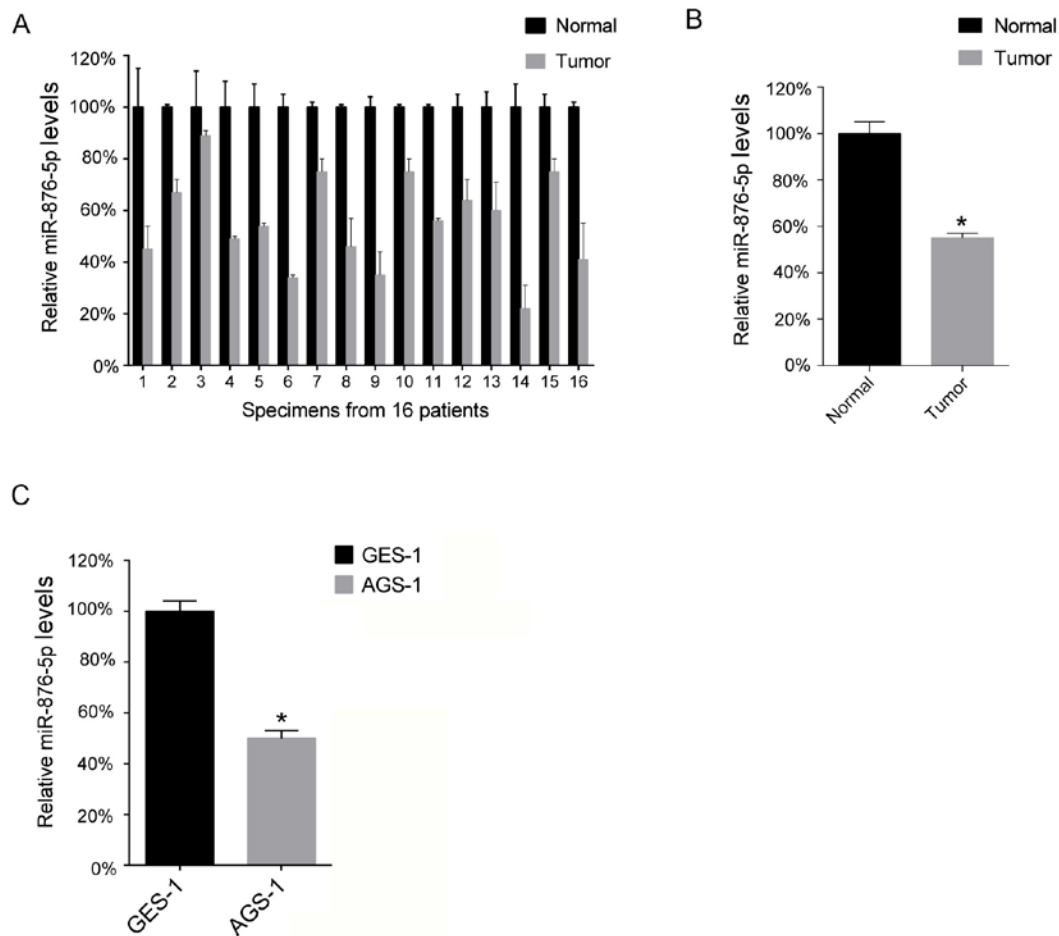 A
Normal
Tumor
Relative miR-876-5p levels
120%
100%
80%
60%
40%
20%
0%
1 2 3 4 5 6 7 8 9 10 11 12 13 14 15 16
Specimens from 16 patients
B
Normal
Tumor
Relative miR-876-5p levels
120%
100%
80%
60%
40%
20%
0%
*
Normal
Tumor
C
GES-1
AGS-1
Relative miR-876-5p levels
120%
100%
80%
60%
40%
20%
0%
*
GES-1
AGS-1